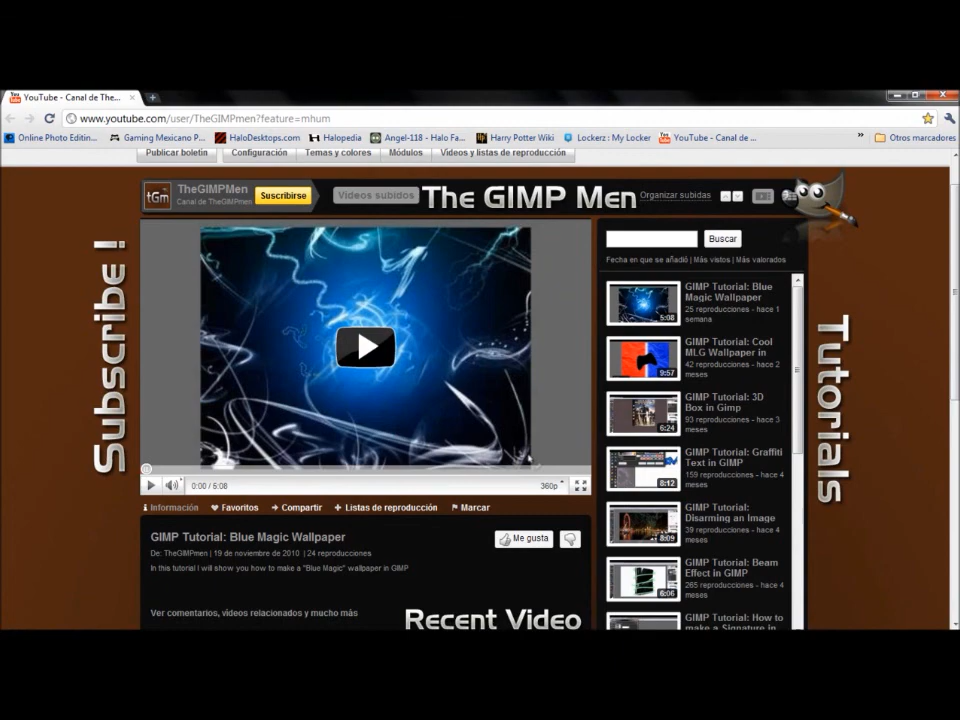 YouTube - Canal de The...
www.youtube.com/user/TheGIMPmen?feature=mhum
Online Photo Editin... Gaming Mexicano P... HaloDesktops.com Halopedia Angel-118 - Halo Fa... Harry Potter Wiki Lockerz : My Locker YouTube - Canal de ... » Otros marcadores
Publicar boletín Configuración Temas y colores Módulos Videos y listas de reproducción
tGm
TheGIMPMen
Canal de TheGIMPmen
Suscribirse
Videos subidos
The GIMP Men
Organizar subidas
Subscribe !
Buscar
Fecha en que se añadió | Más vistos | Más valorados
GIMP Tutorial: Blue
Magic Wallpaper
25 reproducciones - hace 1
semana
5:08
GIMP Tutorial: Cool
MLG Wallpaper in
42 reproducciones - hace 2
meses
9:57
GIMP Tutorial: 3D
Box in Gimp
93 reproducciones - hace 3
meses
6:24
GIMP Tutorial: Graffiti
Text in GIMP
159 reproducciones - hace 4
meses
8:12
GIMP Tutorial:
Disarming an Image
39 reproducciones - hace 4
meses
8:09
GIMP Tutorial: Beam
Effect in GIMP
265 reproducciones - hace 4
meses
6:06
GIMP Tutorial: How to
make a Signature in
Tutorials
0:00 / 5:08 360p
Información Favoritos Compartir Listas de reproducción Marcar
GIMP Tutorial: Blue Magic Wallpaper
Me gusta
De: TheGIMPmen | 19 de noviembre de 2010 | 24 reproducciones
In this tutorial I will show you how to make a "Blue Magic" wallpaper in GIMP
Ver comentarios, videos relacionados y mucho más
Recent Video